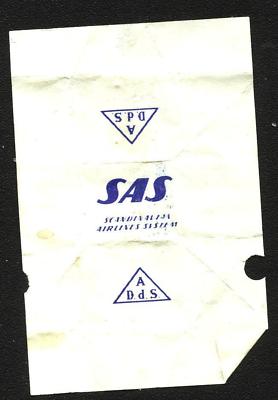 A
D.d.S.
SAS
SCANDINAVIAN
AIRLINES SYSTEM
A
D.d.S.